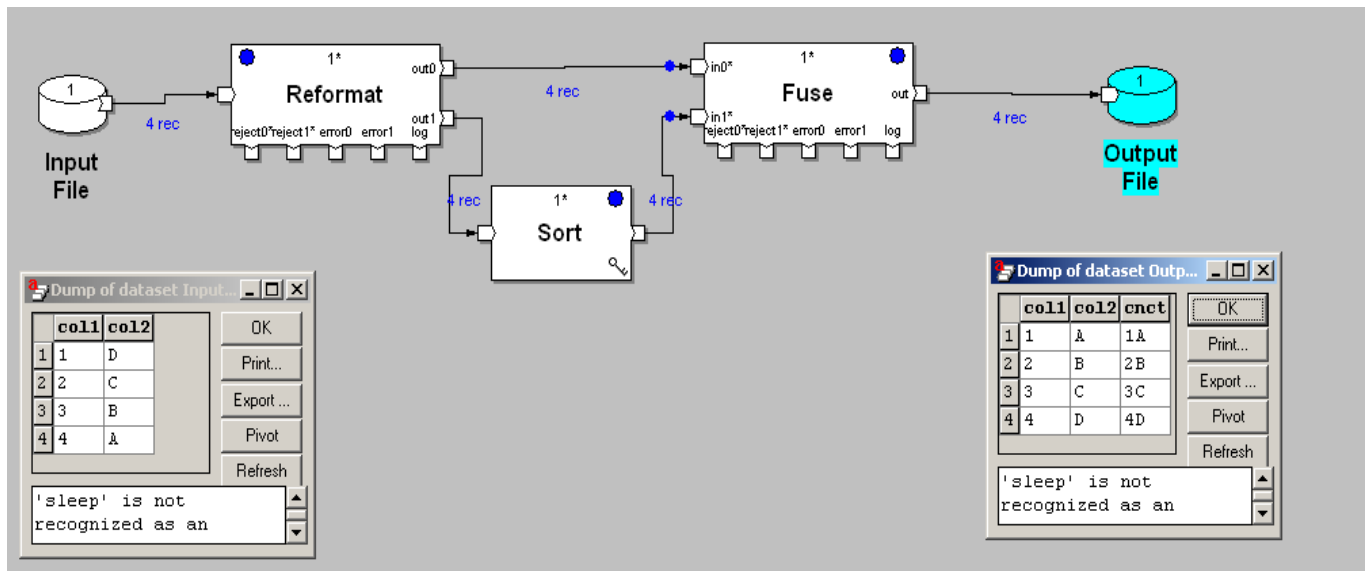 1
Input
File
4 rec
1*
Reformat
out0
out1
reject0* reject1* error0 error1 log
4 rec
4 rec
1*
Sort
4 rec
1*
in0*
Fuse
out
in1*
reject0* reject1* error0 error1 log
4 rec
1
Output
File
Dump of dataset Input...
col1 col2
1 1 D
2 2 C
3 3 B
4 4 A
OK
Print...
Export ...
Pivot
Refresh
'sleep' is not
recognized as an
Dump of dataset Outp...
col1 col2 cnct
1 1 A 1A
2 2 B 2B
3 3 C 3C
4 4 D 4D
OK
Print...
Export ...
Pivot
Refresh
'sleep' is not
recognized as an